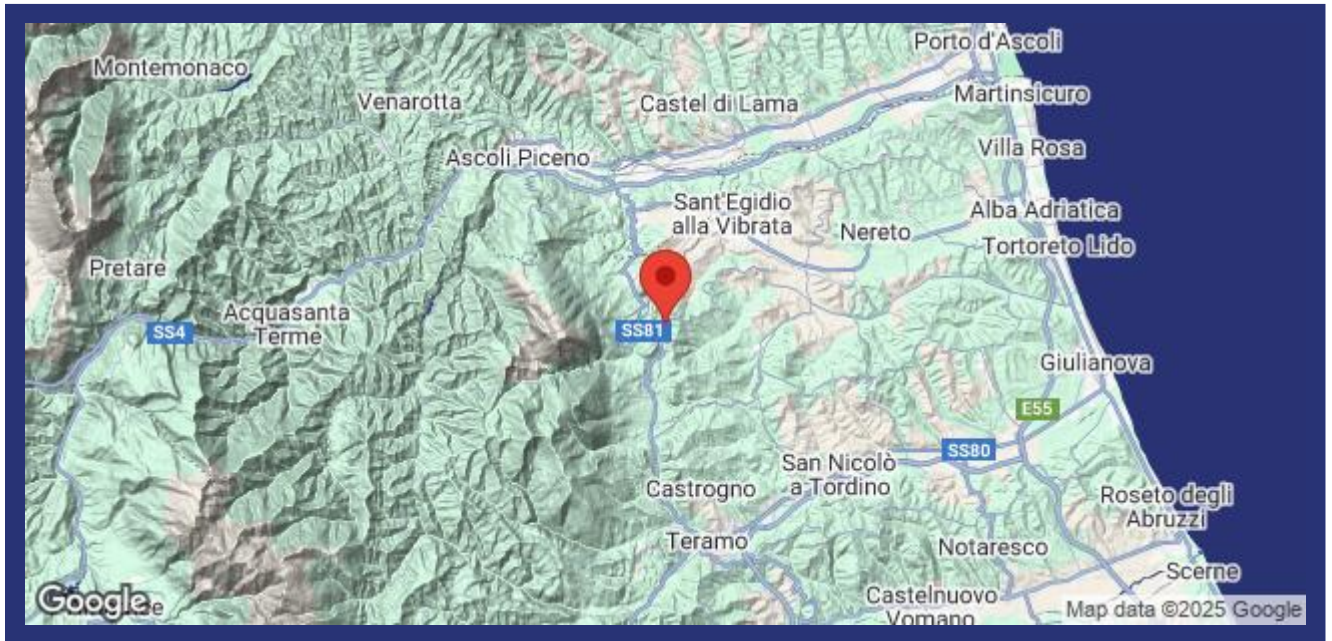 Porto d'Ascoli
Montemonaco
Martinsicuro
Venarotta
Castel di Lama
Villa Rosa
Ascoli Piceno
Sant'Egidio
alla Vibrata
Alba Adriatica
Nereto
Tortoreto Lido
Pretare
Acquasanta
Terme
SS4
SS81
Giulianova
E55
SS80
San Nicolò
a Tordino
Castrogno
Roseto degli
Abruzzi
Teramo
Notaresco
Scerne
Castelnuovo
Vomano
Google
Map data ©2025 Google